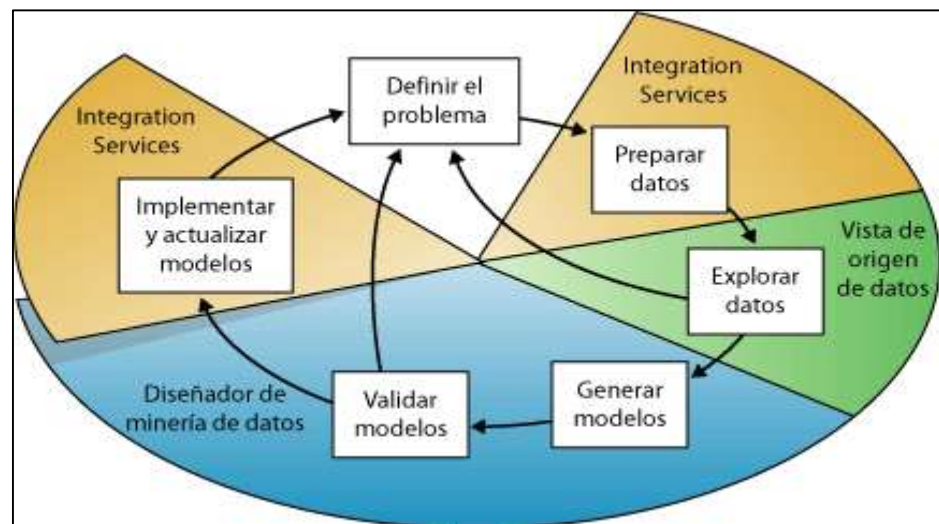 Definir el
problema
Integration
Services
Preparar
datos
Vista de
origen
de datos
Explorar
datos
Generar
modelos
Validar
modelos
Diseñador de
minería de datos
Implementar
y actualizar
modelos
Integration
Services